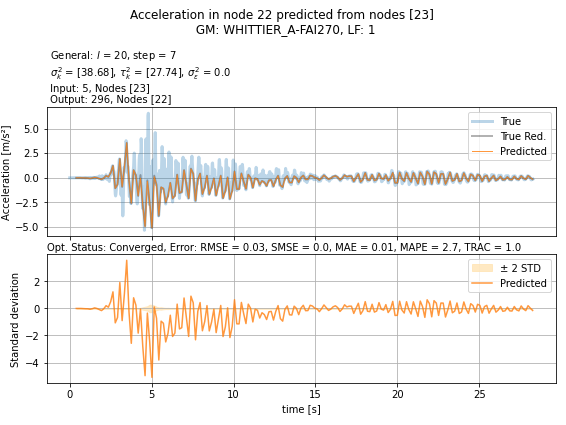 Acceleration in node 22 predicted from nodes [23]
GM: WHITTIER_A-FAI270, LF: 1
General: l = 20, step = 7
σ²ₖ = [38.68], τ²ₖ = [27.74], σ²ε = 0.0
Input: 5, Nodes [23]
Output: 296, Nodes [22]
Acceleration [m/s²]
5.0
2.5
0.0
−2.5
−5.0
True
True Red.
Predicted
Opt. Status: Converged, Error: RMSE = 0.03, SMSE = 0.0, MAE = 0.01, MAPE = 2.7, TRAC = 1.0
Standard deviation
2
0
−2
−4
± 2 STD
Predicted
0 5 10 15 20 25
time [s]